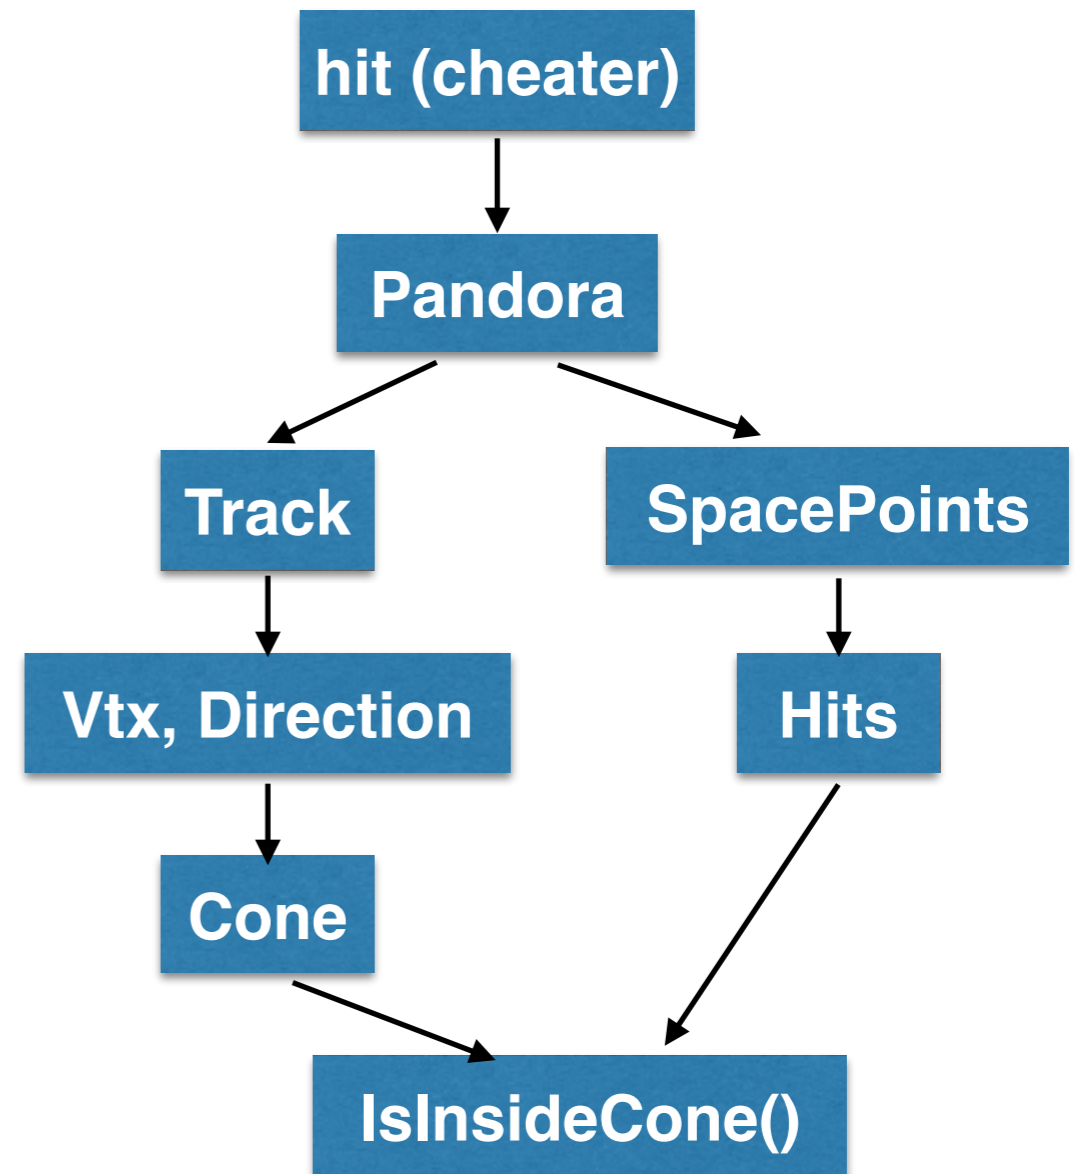 hit (cheater)
Pandora
Track
SpacePoints
Vtx, Direction
Hits
Cone
IsInsideCone()